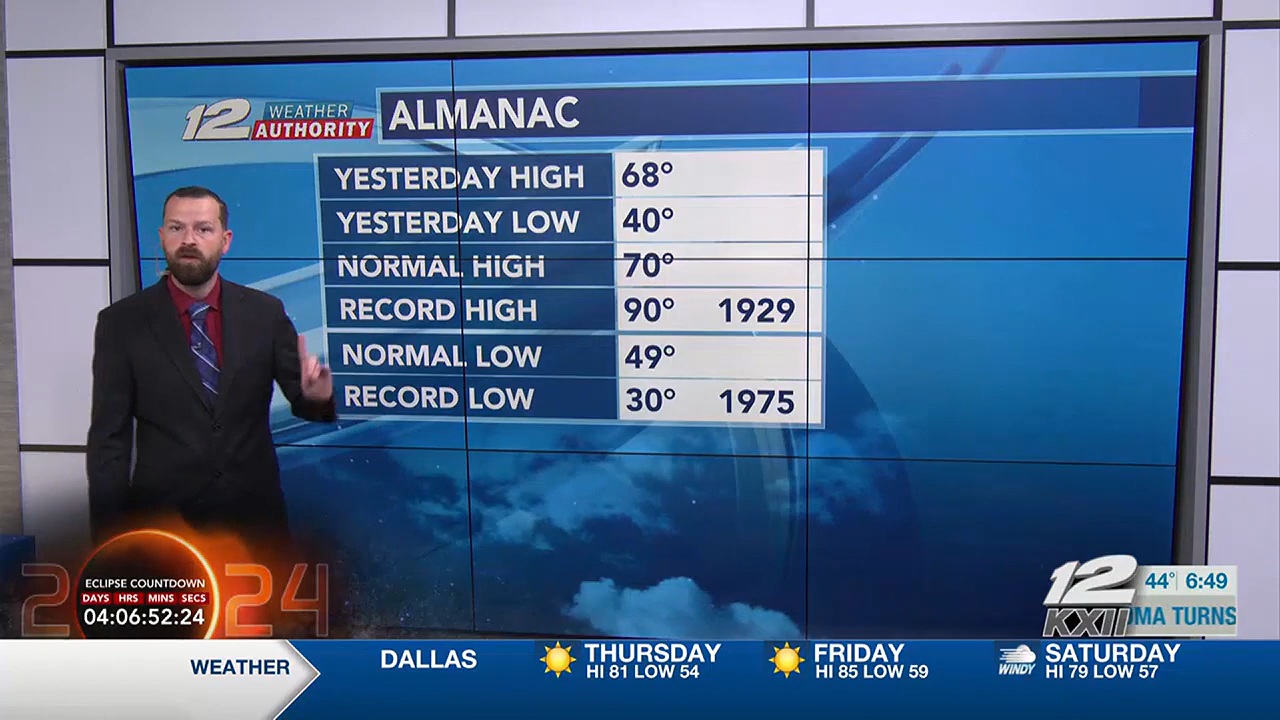 12 WEATHER AUTHORITY
ALMANAC
YESTERDAY HIGH 68°
YESTERDAY LOW 40°
NORMAL HIGH 70°
RECORD HIGH 90° 1929
NORMAL LOW 49°
RECORD LOW 30° 1975
2024
ECLIPSE COUNTDOWN
DAYS HRS MINS SECS
04:06:52:24
12 44° 6:49
KXII OMA TURNS
WEATHER
DALLAS
THURSDAY
HI 81 LOW 54
FRIDAY
HI 85 LOW 59
WINDY
SATURDAY
HI 79 LOW 57